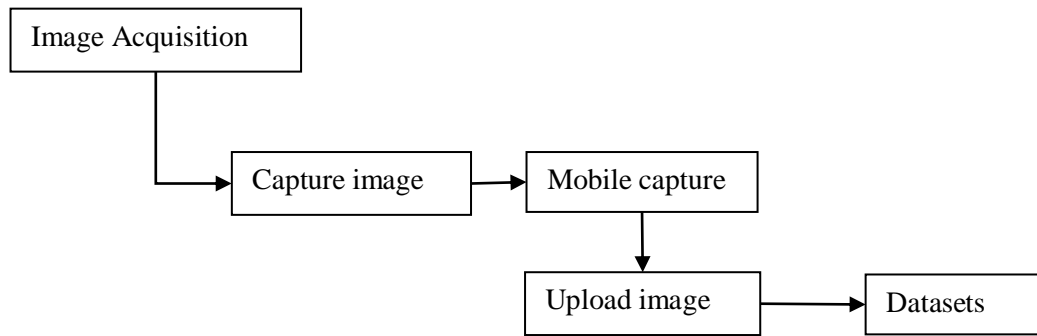 Image Acquisition
Capture image
Mobile capture
Upload image
Datasets